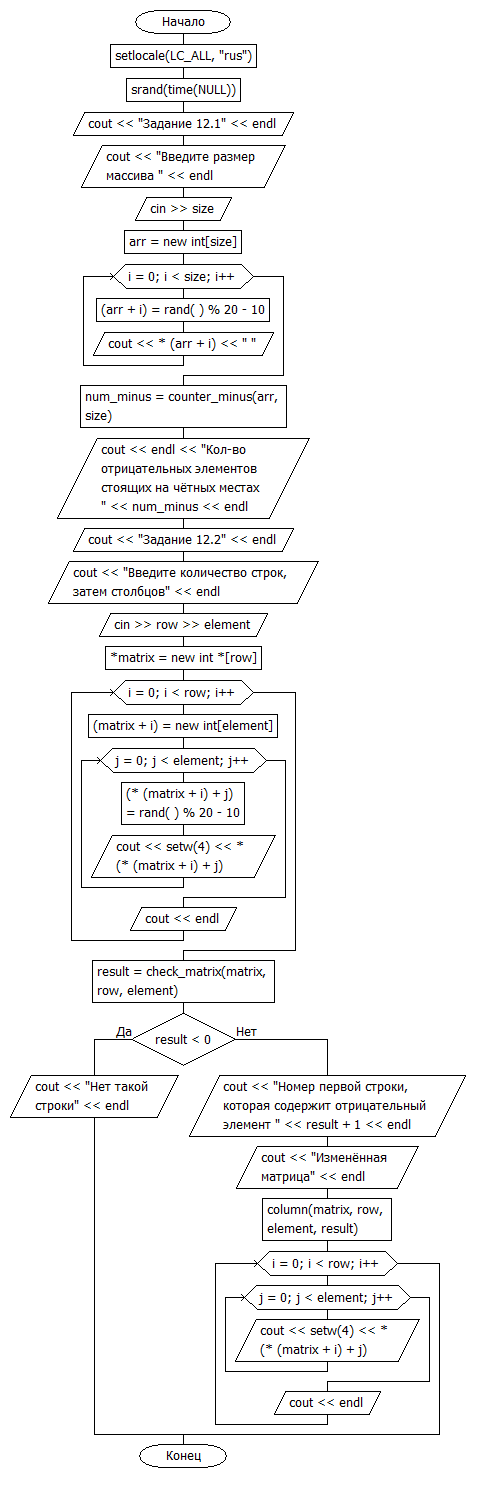 Начало
setlocale(LC_ALL, "rus")
srand(time(NULL))
cout << "Задание 12.1" << endl
cout << "Введите размер
массива " << endl
cin >> size
arr = new int[size]
i = 0; i < size; i++
(arr + i) = rand( ) % 20 - 10
cout << * (arr + i) << " "
num_minus = counter_minus(arr,
size)
cout << endl << "Кол-во
отрицательных элементов
стоящих на чётных местах
" << num_minus << endl
cout << "Задание 12.2" << endl
cout << "Введите количество строк,
затем столбцов" << endl
cin >> row >> element
*matrix = new int *[row]
i = 0; i < row; i++
(matrix + i) = new int[element]
j = 0; j < element; j++
(* (matrix + i) + j)
= rand( ) % 20 - 10
cout << setw(4) << *
(* (matrix + i) + j)
cout << endl
result = check_matrix(matrix,
row, element)
Да
result < 0
Нет
cout << "Нет такой
строки" << endl
cout << "Номер первой строки,
которая содержит отрицательный
элемент " << result + 1 << endl
cout << "Изменённая
матрица" << endl
column(matrix, row,
element, result)
i = 0; i < row; i++
j = 0; j < element; j++
cout << setw(4) << *
(* (matrix + i) + j)
cout << endl
Конец